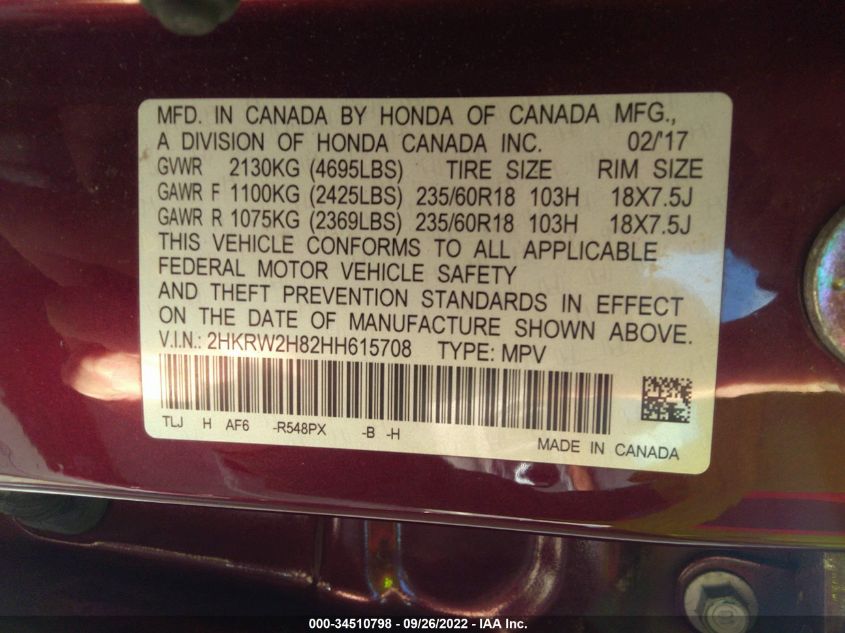 MFD. IN CANADA BY HONDA OF CANADA MFG.,
A DIVISION OF HONDA CANADA INC. 02/'17
GVWR 2130KG (4695LBS) TIRE SIZE RIM SIZE
GAWR F 1100KG (2425LBS) 235/60R18 103H 18X7.5J
GAWR R 1075KG (2369LBS) 235/60R18 103H 18X7.5J
THIS VEHICLE CONFORMS TO ALL APPLICABLE
FEDERAL MOTOR VEHICLE SAFETY
AND THEFT PREVENTION STANDARDS IN EFFECT
ON THE DATE OF MANUFACTURE SHOWN ABOVE.
V.I.N.: 2HKRW2H82HH615708 TYPE: MPV
TLJ H AF6 -R548PX -B -H
MADE IN CANADA
000-34510798 - 09/26/2022 - IAA Inc.